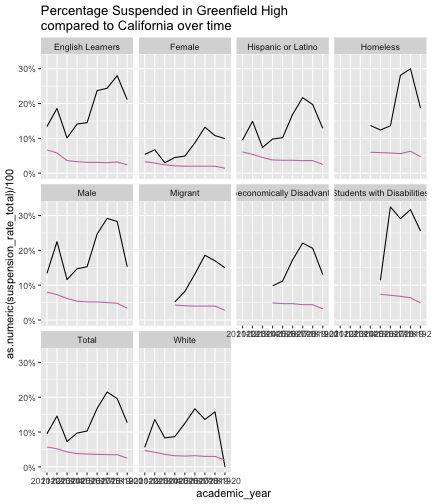 Percentage Suspended in Greenfield High
compared to California over time
English Learners
Female
Hispanic or Latino
Homeless
30%
20%
10%
0%
Male
Migrant
economically Disadvant
Students with Disabilities
30%
20%
10%
0%
Total
White
30%
20%
10%
0%
as.numeric(suspension_rate_total)/100
academic_year